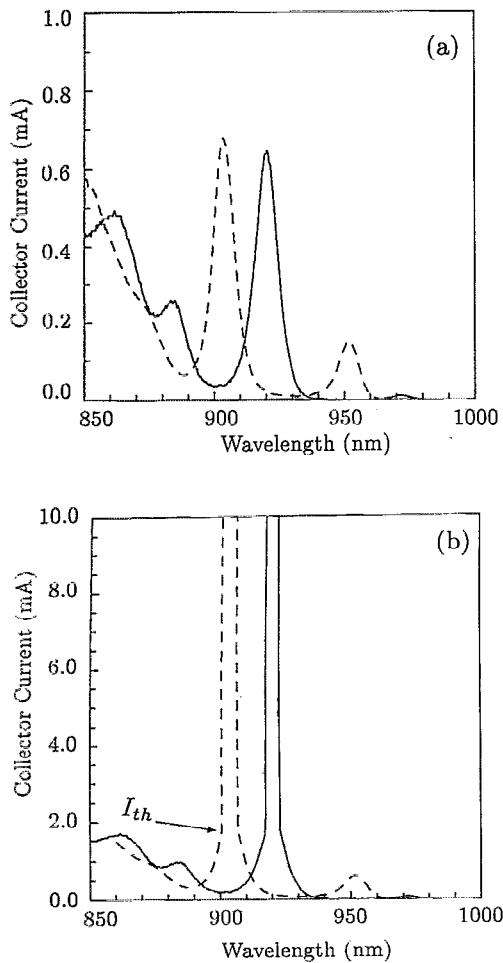 1.0
(a)
0.8
0.6
0.4
0.2
0.0
Collector Current (mA)
850 900 950 1000
Wavelength (nm)
10.0
(b)
8.0
6.0
4.0
I_th
2.0
0.0
Collector Current (mA)
850 900 950 1000
Wavelength (nm)